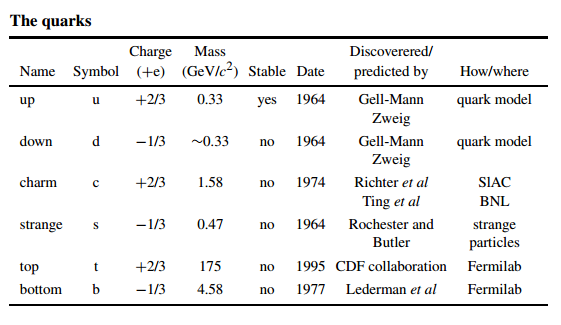 The quarks
Charge Mass Discoverered/
Name Symbol (+e) (GeV/c²) Stable Date predicted by How/where
up u +2/3 0.33 yes 1964 Gell-Mann quark model
Zweig
down d −1/3 ∼0.33 no 1964 Gell-Mann quark model
Zweig
charm c +2/3 1.58 no 1974 Richter et al SlAC
Ting et al BNL
strange s −1/3 0.47 no 1964 Rochester and strange
Butler particles
top t +2/3 175 no 1995 CDF collaboration Fermilab
bottom b −1/3 4.58 no 1977 Lederman et al Fermilab